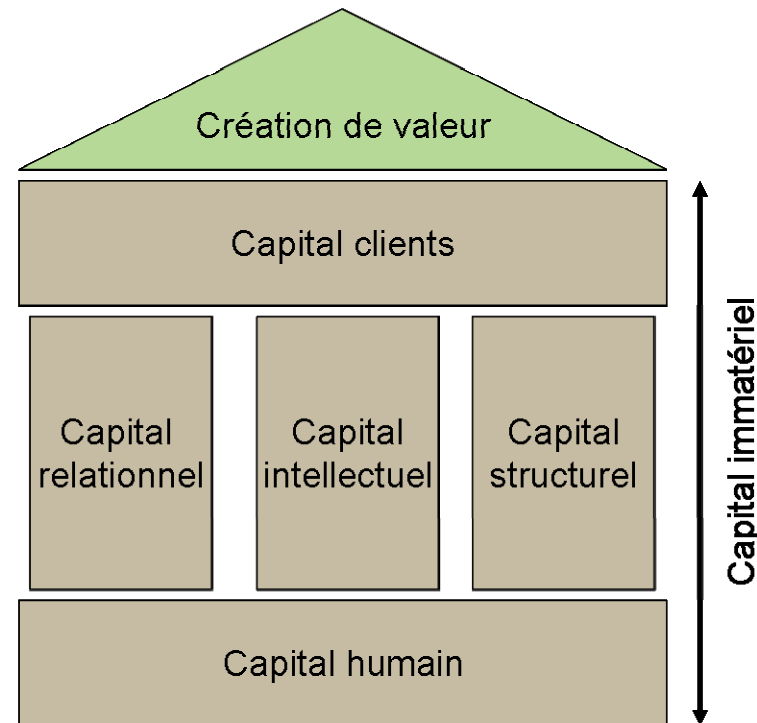 Création de valeur
Capital clients
Capital
relationnel
Capital
intellectuel
Capital
structurel
Capital humain
Capital immatériel